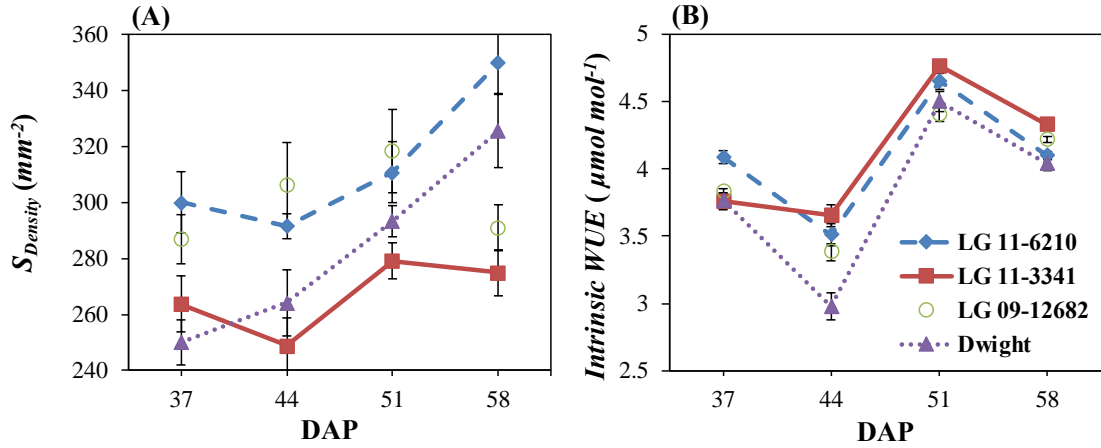 (A)
S_Density (mm⁻²)
360
340
320
300
280
260
240
37 44 51 58
DAP
(B)
Intrinsic WUE ( μmol mol⁻¹)
5
4.5
4
3.5
3
2.5
LG 11-6210
LG 11-3341
LG 09-12682
Dwight
37 44 51 58
DAP